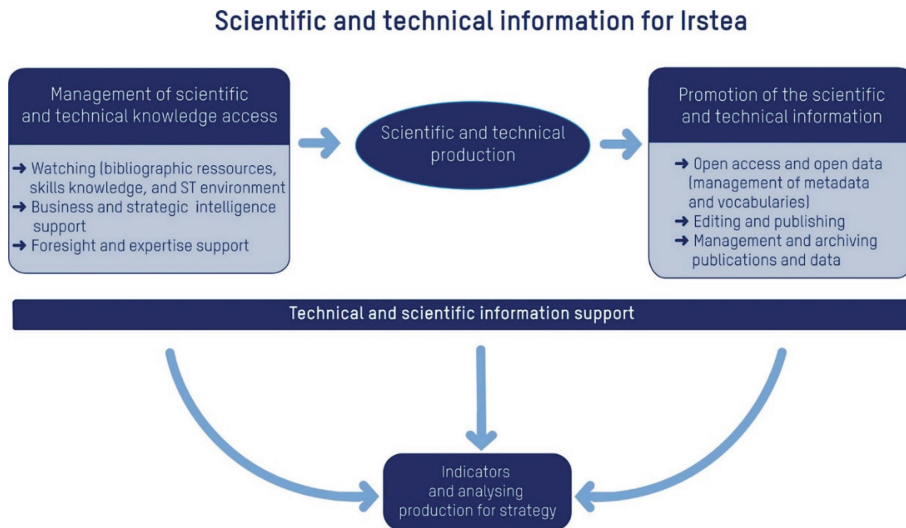 Scientific and technical information for Irstea
Management of scientific
and technical knowledge access
➔ Watching (bibliographic ressources,
skills knowledge, and ST environment
➔ Business and strategic intelligence
support
➔ Foresight and expertise support
Scientific and technical
production
Promotion of the scientific
and technical information
➔ Open access and open data
(management of metadata
and vocabularies)
➔ Editing and publishing
➔ Management and archiving
publications and data
Technical and scientific information support
Indicators
and analysing
production for strategy